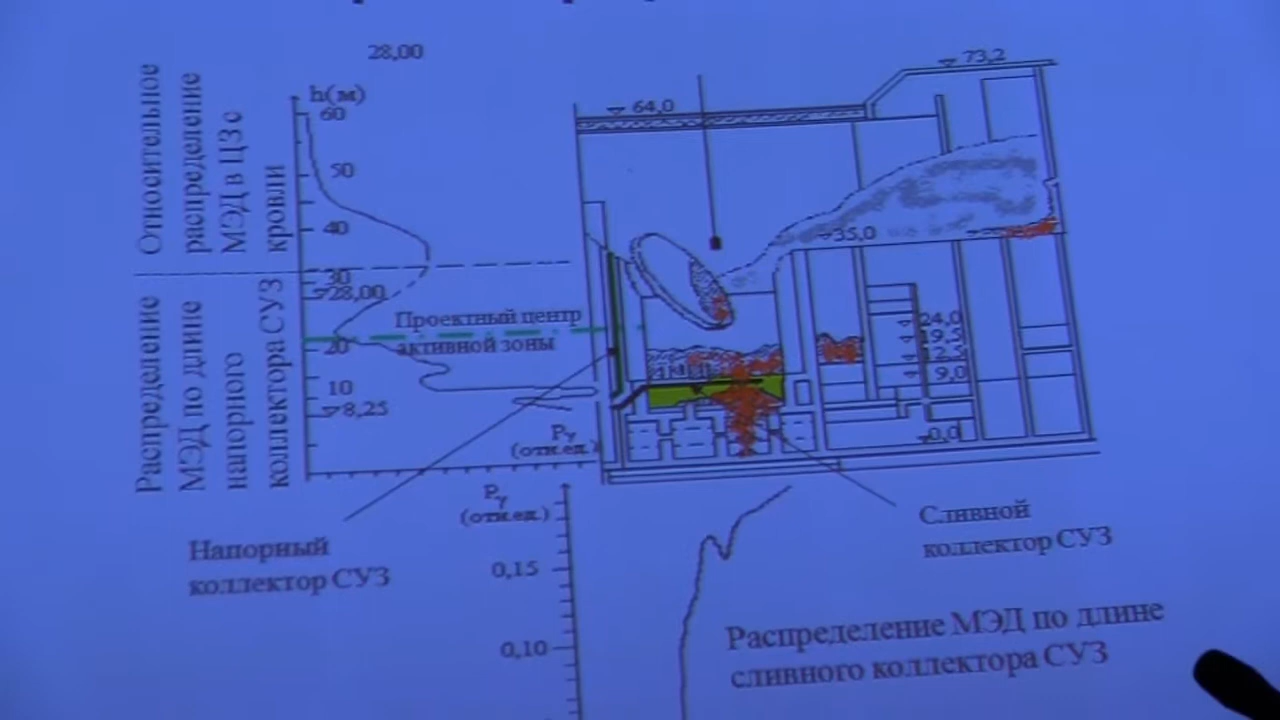 28,00
h(м)
60
50
40
30
28,00
20
10
8,25
Относительное
распределение
МЭД в ЦЗ с
кровли
Распределение
МЭД по длине
напорного
коллектора СУЗ
Проектный центр
активной зоны
64,0
73,2
35,0
24,0
19,5
12,5
9,0
0,0
Pγ
(отн.ед.)
Pγ
(отн.ед.)
0,15
0,10
Напорный
коллектор СУЗ
Сливной
коллектор СУЗ
Распределение МЭД по длине
сливного коллектора СУЗ